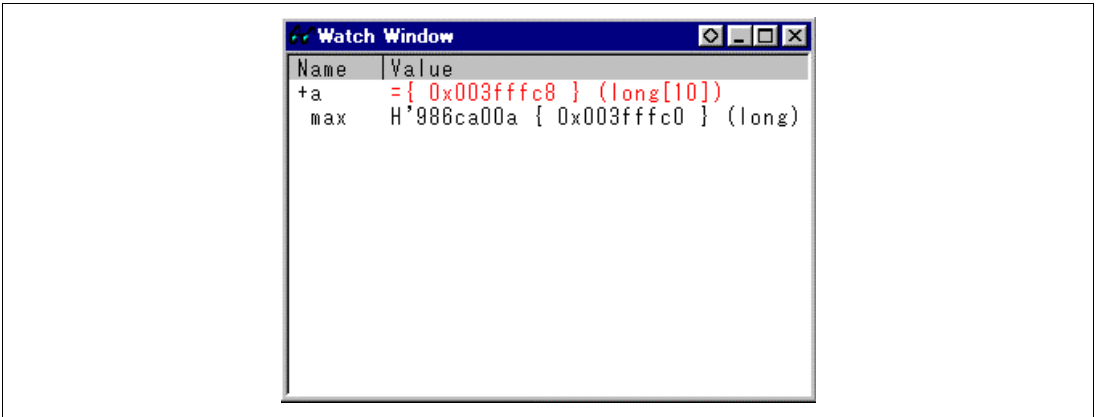 Watch Window
Name Value
+a ={ 0x003fffc8 } (long[10])
max H'986ca00a { 0x003fffc0 } (long)